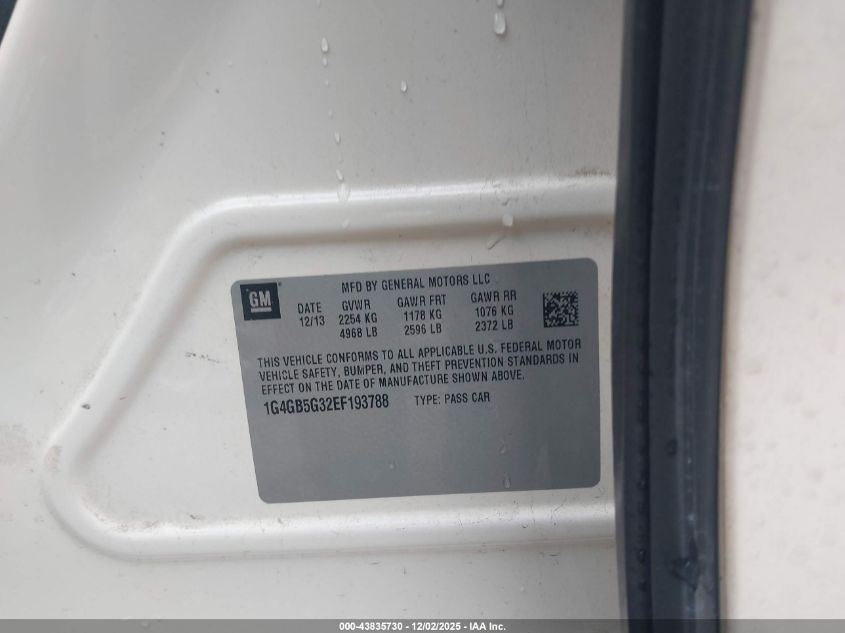 GM
MFD BY GENERAL MOTORS LLC
DATE GVWR GAWR FRT GAWR RR
12/13 2254 KG 1178 KG 1076 KG
4968 LB 2596 LB 2372 LB
THIS VEHICLE CONFORMS TO ALL APPLICABLE U.S. FEDERAL MOTOR
VEHICLE SAFETY, BUMPER, AND THEFT PREVENTION STANDARDS IN
EFFECT ON THE DATE OF MANUFACTURE SHOWN ABOVE.
1G4GB5G32EF193788 TYPE: PASS CAR
000-43835730 - 12/02/2025 - IAA Inc.